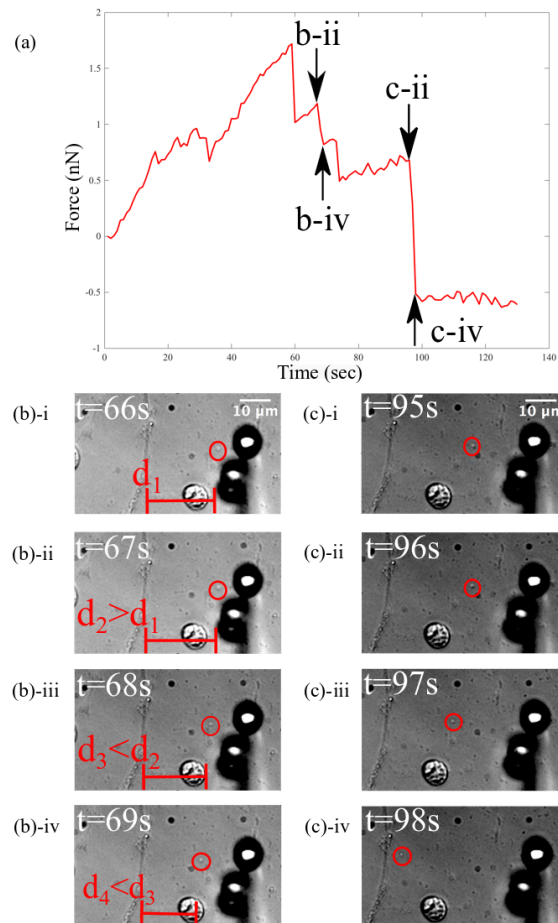 (a)
2
1.5
1
0.5
0
-0.5
-1
0
20
40
60
80
100
120
140
Force (nN)
Time (sec)
b-ii
b-iv
c-ii
c-iv
(b)-i
t=66s
10 μm
d1
(c)-i
t=95s
10 μm
(b)-ii
t=67s
d2>d1
(c)-ii
t=96s
(b)-iii
t=68s
d3<d2
(c)-iii
t=97s
(b)-iv
t=69s
d4<d3
(c)-iv
t=98s